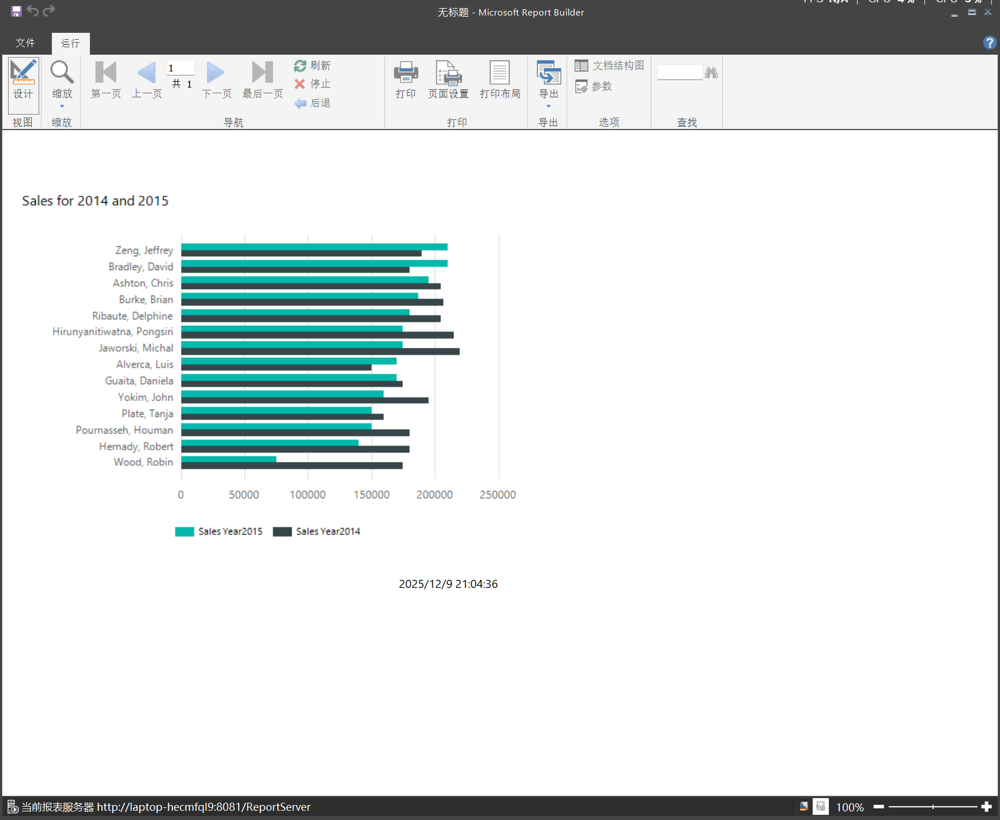 无标题 - Microsoft Report Builder
文件
运行
设计
缩放
第一页
上一页
1
共 1
下一页
最后一页
刷新
停止
后退
打印
页面设置
打印布局
导出
文档结构图
参数
视图
缩放
导航
打印
导出
选项
查找
Sales for 2014 and 2015
Zeng, Jeffrey
Bradley, David
Ashton, Chris
Burke, Brian
Ribaute, Delphine
Hirunyanitiwatna, Pongsiri
Jaworski, Michal
Alverca, Luis
Guaita, Daniela
Yokim, John
Plate, Tanja
Pournasseh, Houman
Hernady, Robert
Wood, Robin
0 50000 100000 150000 200000 250000
Sales Year2015 Sales Year2014
2025/12/9 21:04:36
当前报表服务器 http://laptop-hecmfql9:8081/ReportServer
100%